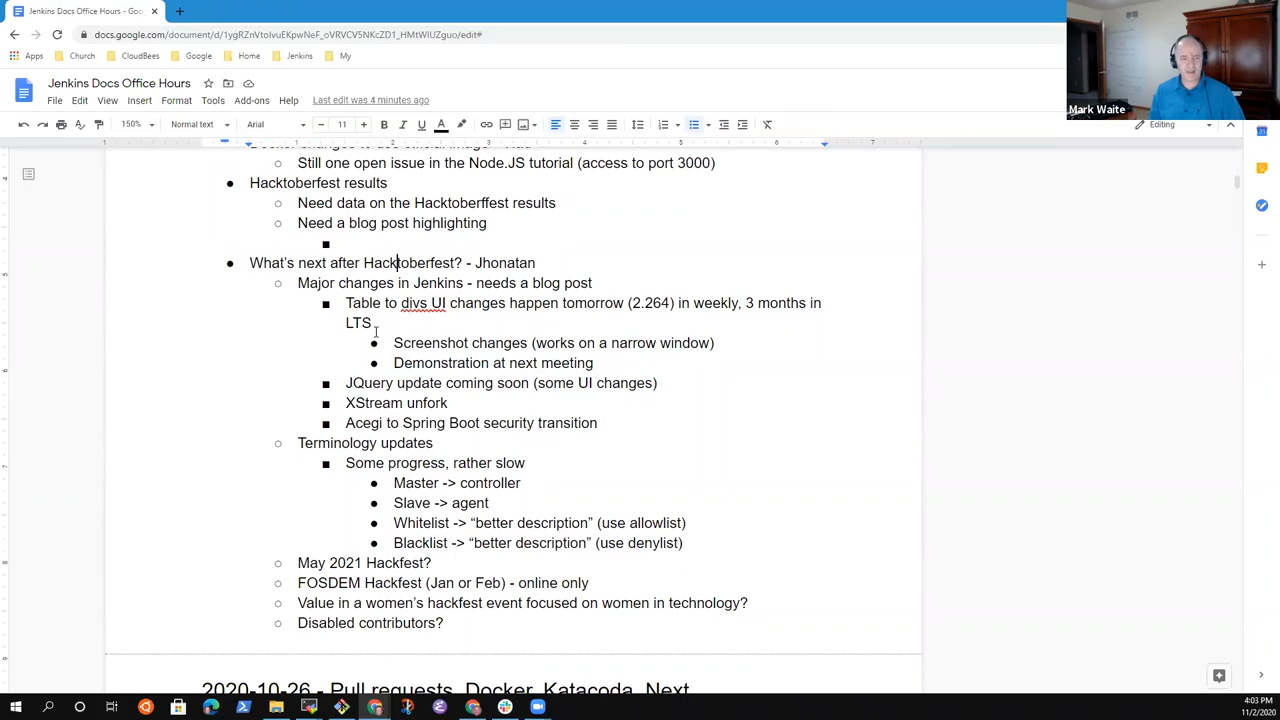 Jenkins Docs Office Hours - Goo
docs.google.com/document/d/1ygRZnVtoIvuEKpwNeF_oVRVCV5NKcZD1_HMtWIUZguo/edit#
Apps Church CloudBees Google Home Jenkins My
Jenkins Docs Office Hours
File Edit View Insert Format Tools Add-ons Help Last edit was 4 minutes ago
150% Normal text Arial 11 Editing
Mark Waite
Still one open issue in the Node.JS tutorial (access to port 3000)
Hacktoberfest results
Need data on the Hacktoberffest results
Need a blog post highlighting
What's next after Hacktoberfest? - Jhonatan
Major changes in Jenkins - needs a blog post
Table to divs UI changes happen tomorrow (2.264) in weekly, 3 months in
LTS
Screenshot changes (works on a narrow window)
Demonstration at next meeting
JQuery update coming soon (some UI changes)
XStream unfork
Acegi to Spring Boot security transition
Terminology updates
Some progress, rather slow
Master -> controller
Slave -> agent
Whitelist -> “better description” (use allowlist)
Blacklist -> “better description” (use denylist)
May 2021 Hackfest?
FOSDEM Hackfest (Jan or Feb) - online only
Value in a women's hackfest event focused on women in technology?
Disabled contributors?
2020-10-26 - Pull requests, Docker, Katacoda, Next
4:03 PM
11/2/2020